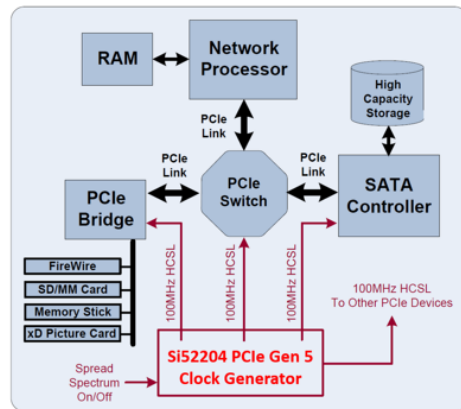 RAM
Network
Processor
High
Capacity
Storage
PCIe
Link
PCIe
Link
PCIe
Link
PCIe
Bridge
PCIe
Switch
SATA
Controller
100MHz HCSL
100MHz HCSL
100MHz HCSL
FireWire
SD/MM Card
Memory Stick
xD Picture Card
100MHz HCSL
To Other PCIe Devices
Si52204 PCIe Gen 5
Clock Generator
Spread
Spectrum
On/Off